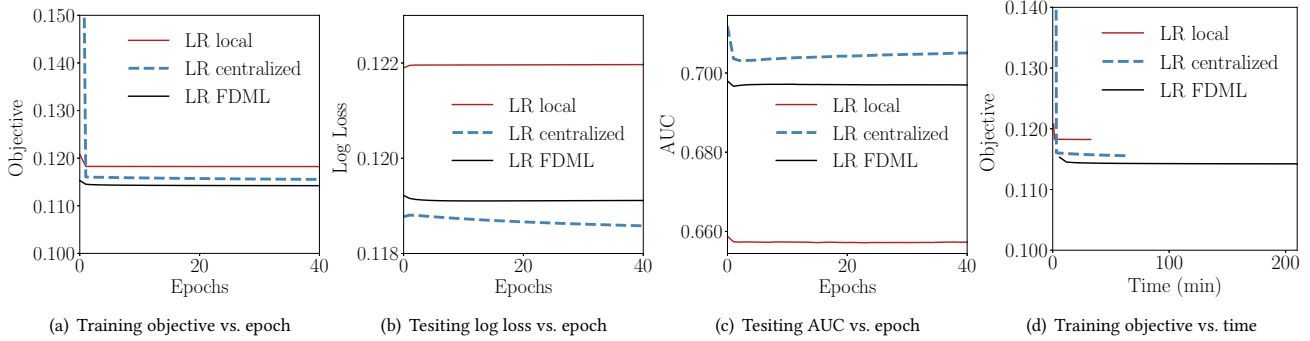 0.150
0.140
0.130
0.120
0.110
0.100
Objective
LR local
LR centralized
LR FDML
0
20
40
Epochs
(a) Training objective vs. epoch
0.122
0.120
0.118
Log Loss
LR local
LR centralized
LR FDML
0
20
40
Epochs
(b) Tesiting log loss vs. epoch
0.700
0.680
0.660
AUC
LR local
LR centralized
LR FDML
0
20
40
Epochs
(c) Tesiting AUC vs. epoch
0.140
0.130
0.120
0.110
0.100
Objective
LR local
LR centralized
LR FDML
0
100
200
Time (min)
(d) Training objective vs. time